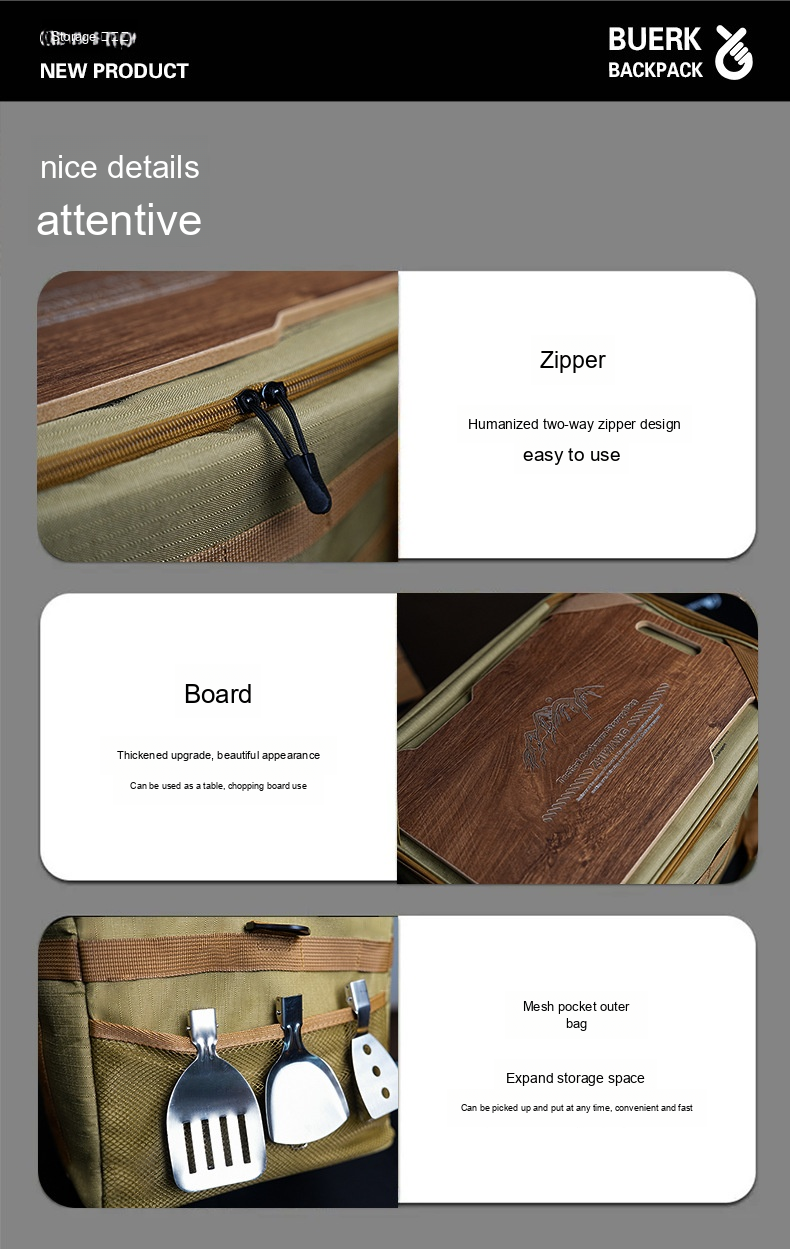 Storage
NEW PRODUCT
BUERK
BACKPACK
nice details
attentive
Zipper
Humanized two-way zipper design
easy to use
Board
Thickened upgrade, beautiful appearance
Can be used as a table, chopping board use
Mesh pocket outer
bag
Expand storage space
Can be picked up and put at any time, convenient and fast